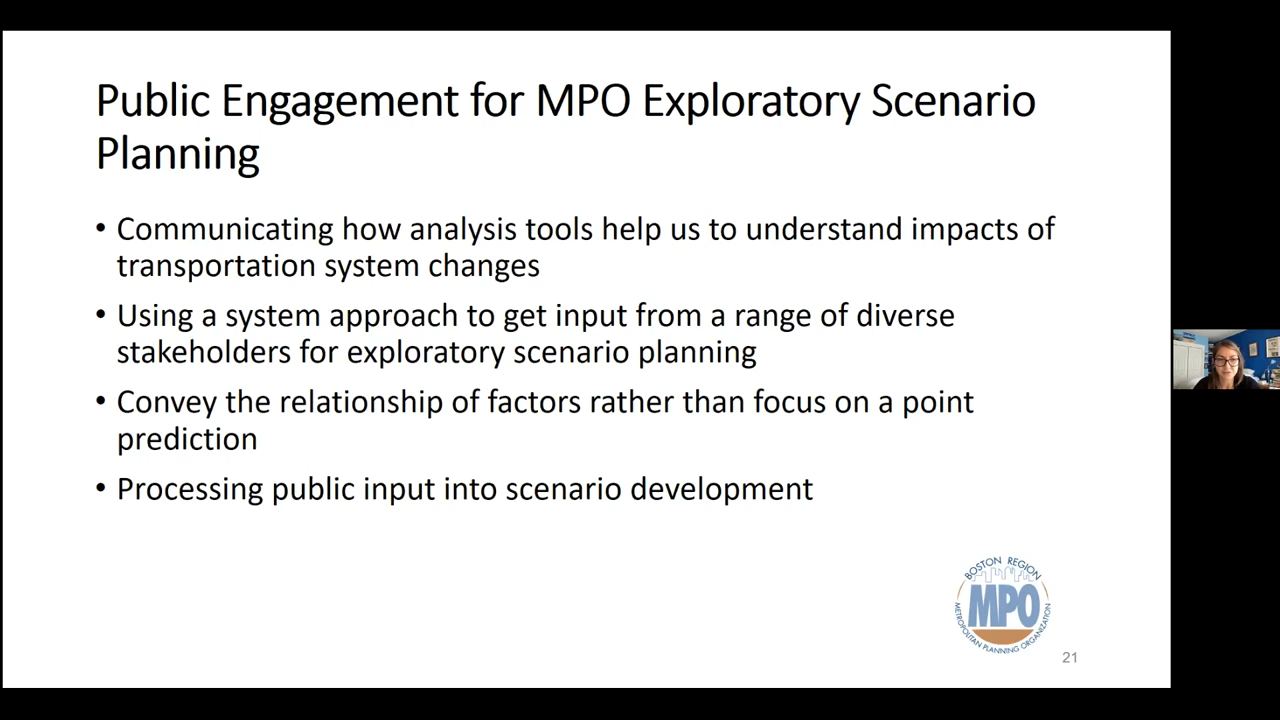 Public Engagement for MPO Exploratory Scenario
Planning
• Communicating how analysis tools help us to understand impacts of
transportation system changes
• Using a system approach to get input from a range of diverse
stakeholders for exploratory scenario planning
• Convey the relationship of factors rather than focus on a point
prediction
• Processing public input into scenario development
BOSTON REGION
MPO
METROPOLITAN PLANNING ORGANIZATION
21